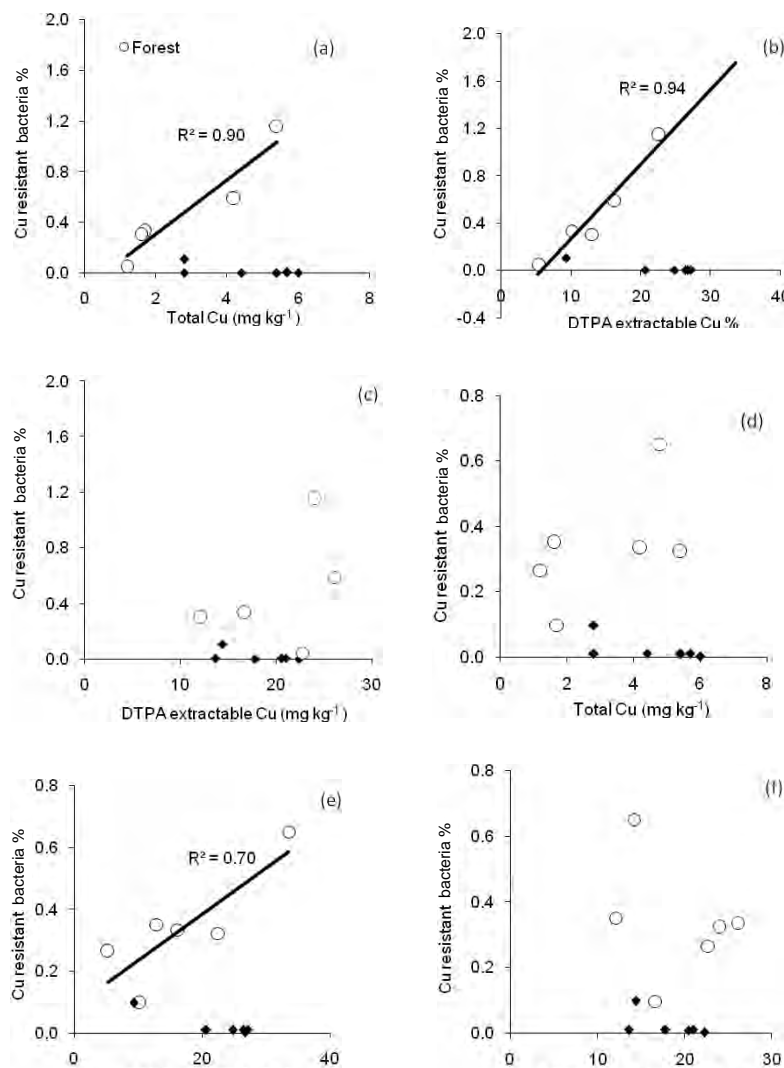 2.0
1.6
1.2
0.8
0.4
0.0
Cu resistant bacteria %
○ Forest
(a)
R² = 0.90
0 2 4 6 8
Total Cu (mg kg⁻¹)
2.0
1.6
1.2
0.8
0.4
0.0
-0.4
Cu resistant bacteria %
(b)
R² = 0.94
0 10 20 30 40
DTPA extractable Cu %
2.0
1.6
1.2
0.8
0.4
0.0
Cu resistant bacteria %
(c)
0 10 20 30
DTPA extractable Cu (mg kg⁻¹)
0.8
0.6
0.4
0.2
0.0
Cu resistant bacteria %
(d)
0 2 4 6 8
Total Cu (mg kg⁻¹)
0.8
0.6
0.4
0.2
0.0
Cu resistant bacteria %
(e)
R² = 0.70
0 20 40
0.8
0.6
0.4
0.2
0.0
Cu resistant bacteria %
(f)
0 10 20 30